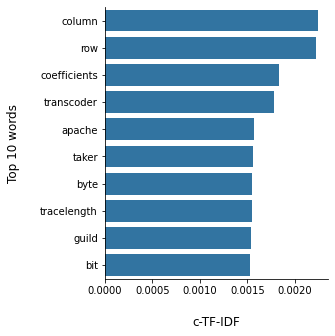 Top 10 words
column
row
coefficients
transcoder
apache
taker
byte
tracelength
guild
bit
0.0000 0.0005 0.0010 0.0015 0.0020
c-TF-IDF